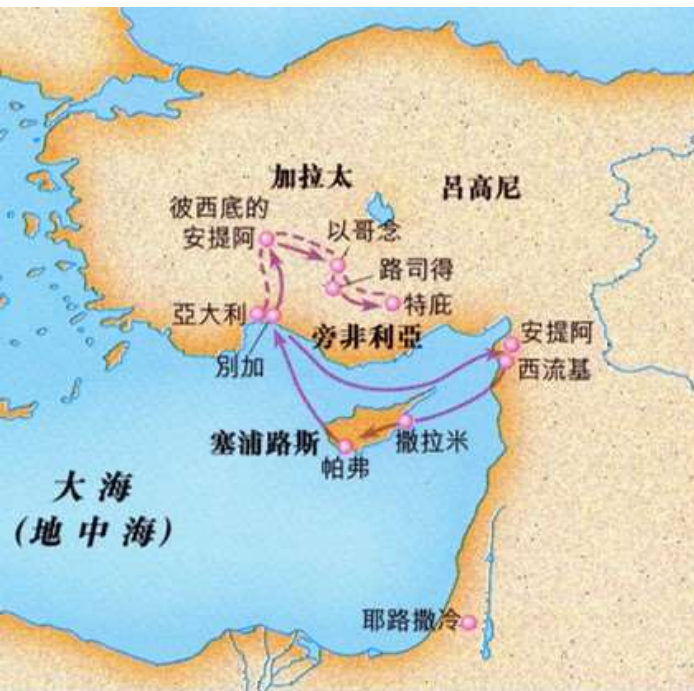 加拉太
呂高尼
彼西底的
安提阿
以哥念
路司得
特庇
亞大利
旁非利亞
別加
安提阿
西流基
塞浦路斯
撒拉米
帕弗
大海
(地中海)
耶路撒冷